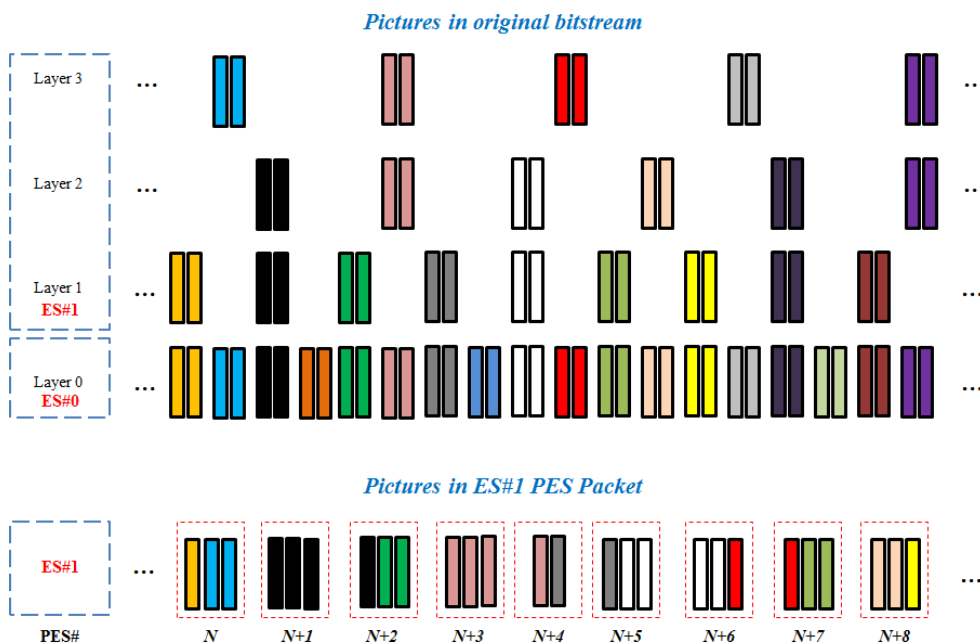 Pictures in original bitstream
Layer 3 ... ...
Layer 2 ... ...
Layer 1
ES#1 ... ...
Layer 0
ES#0 ... ...
Pictures in ES#1 PES Packet
ES#1 ... ...
PES# N N+1 N+2 N+3 N+4 N+5 N+6 N+7 N+8